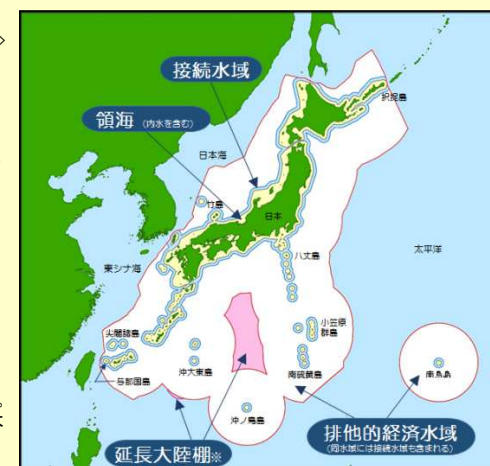 接続水域
領海 (内水を含む)
択捉島
日本海
竹島
日本
八丈島
太平洋
東シナ海
尖閣諸島
小笠原
群島
沖大東島
南硫黄島
南鳥島
与那国島
沖ノ鳥島
排他的経済水域
(同水域には接続水域も含まれる)
延長大陸棚※